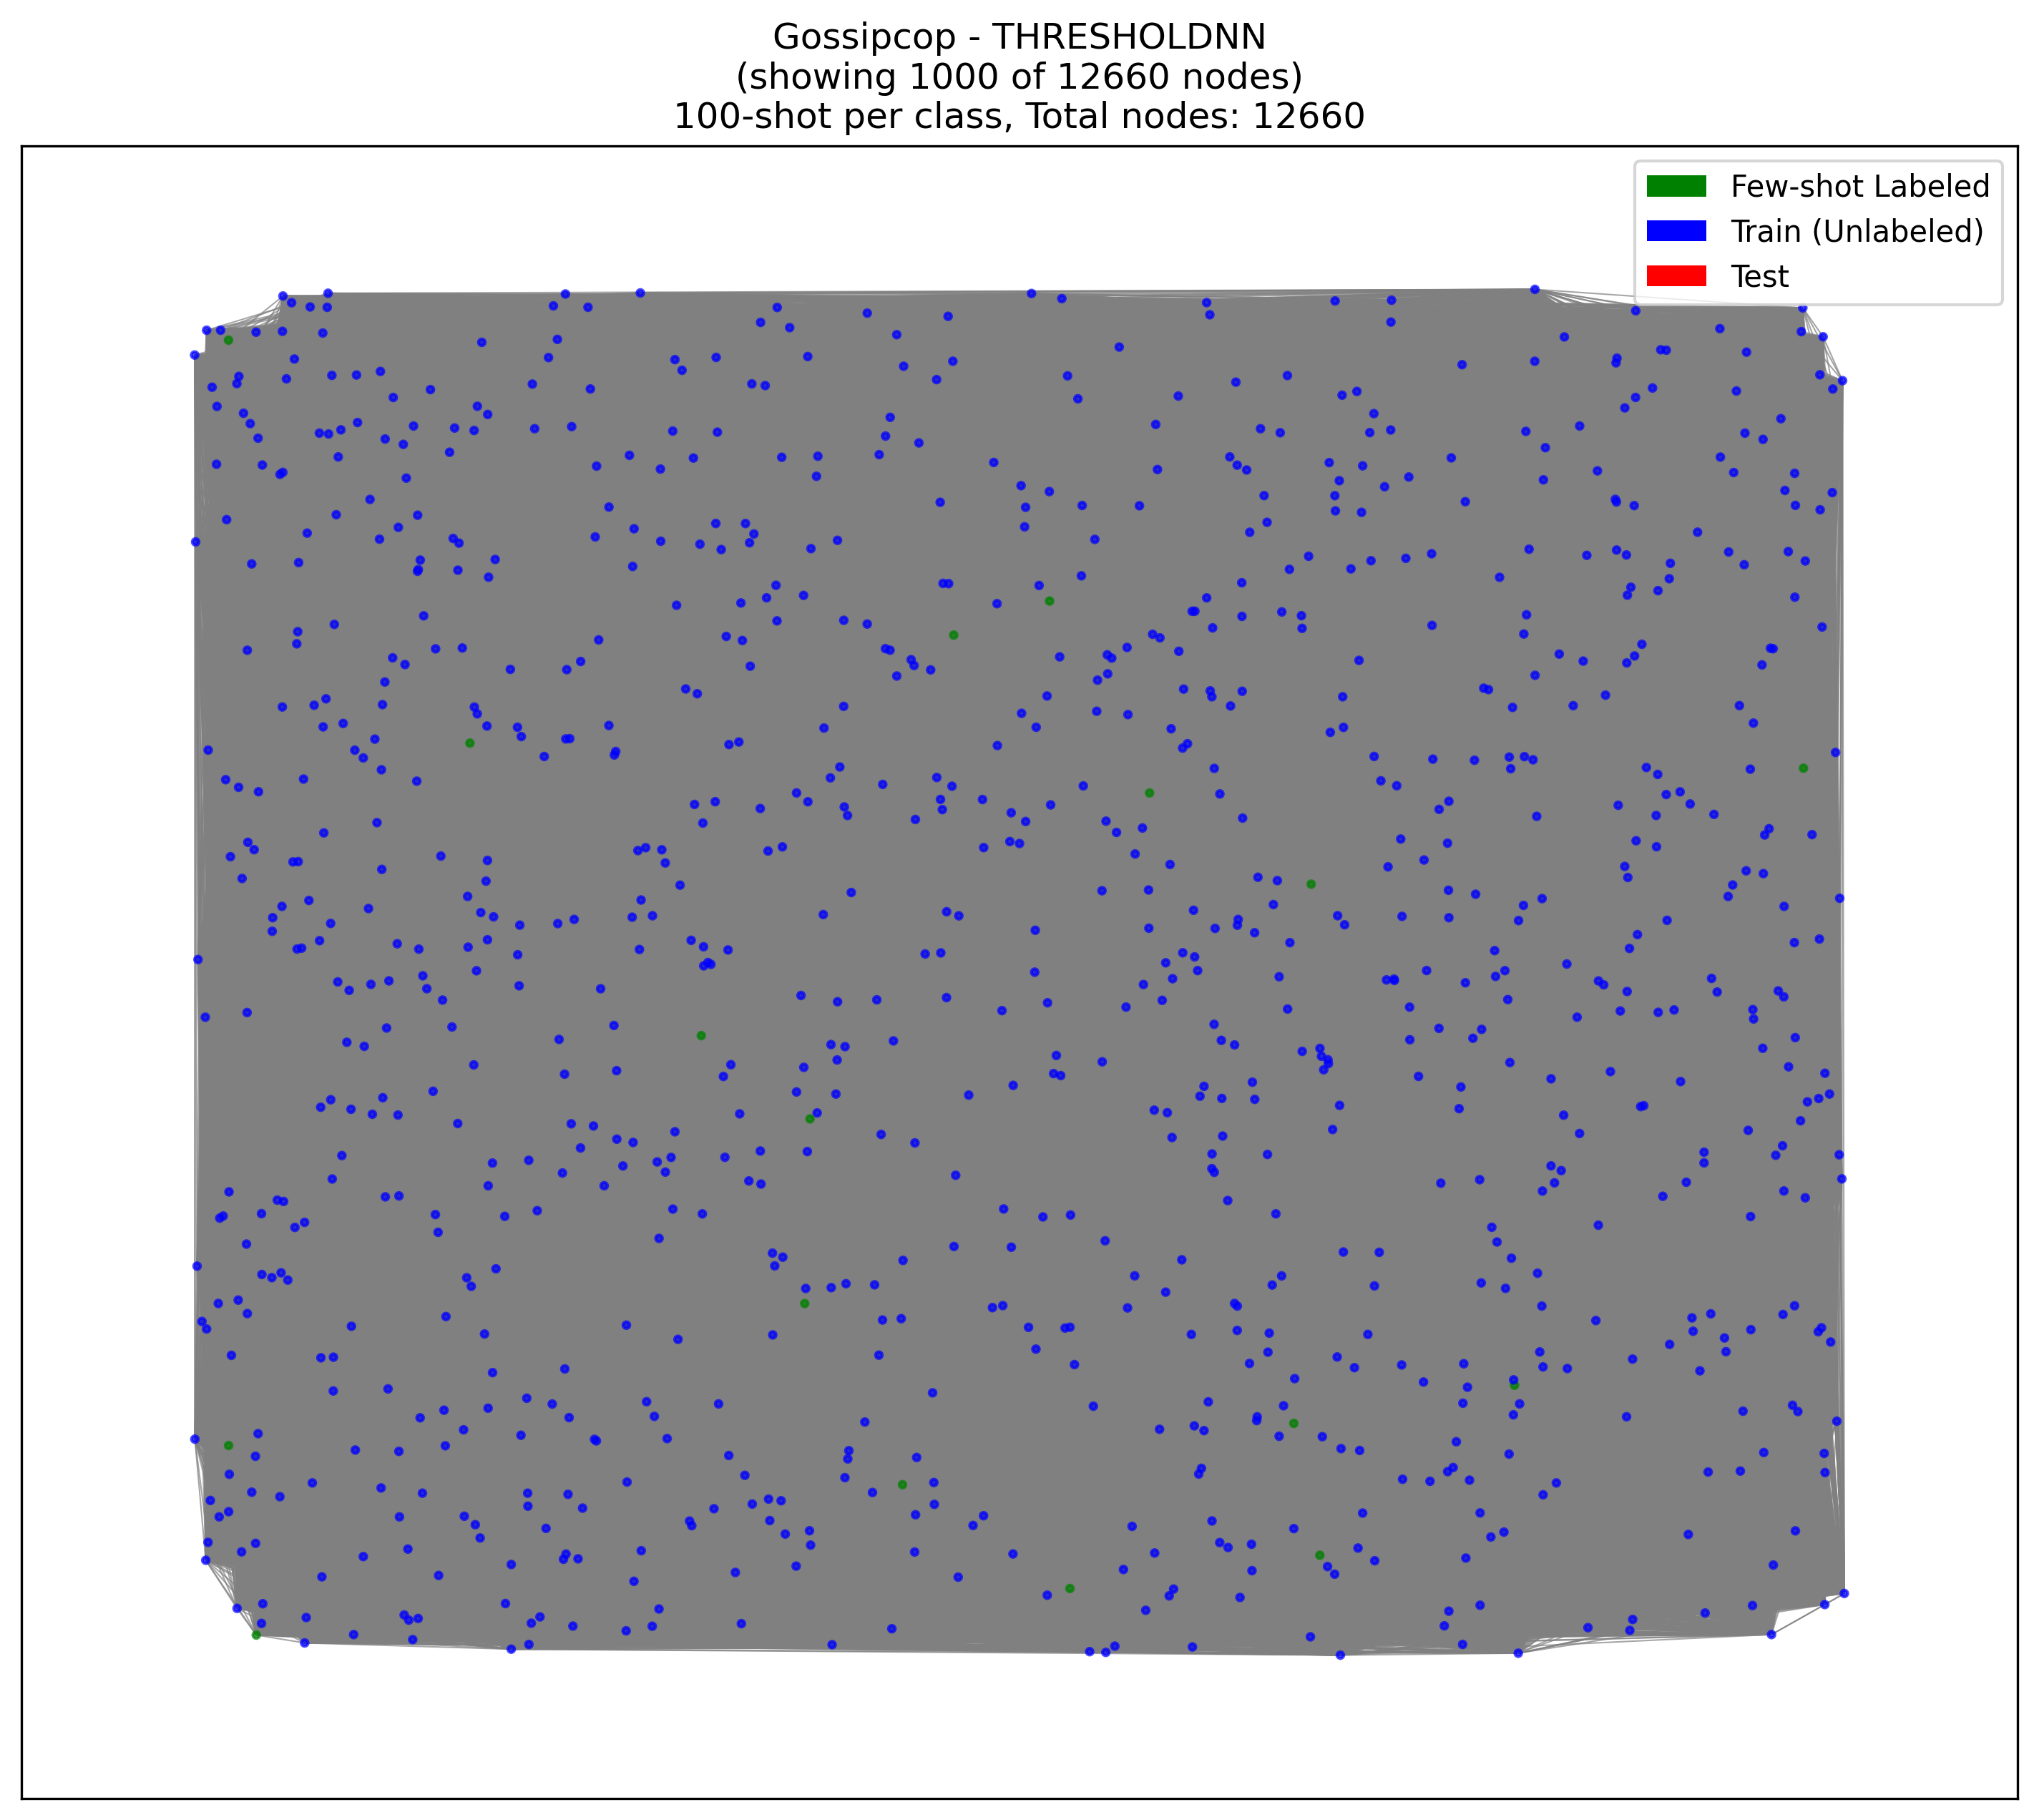 Gossipcop - THRESHOLDNN
(showing 1000 of 12660 nodes)
100-shot per class, Total nodes: 12660
Few-shot Labeled
Train (Unlabeled)
Test